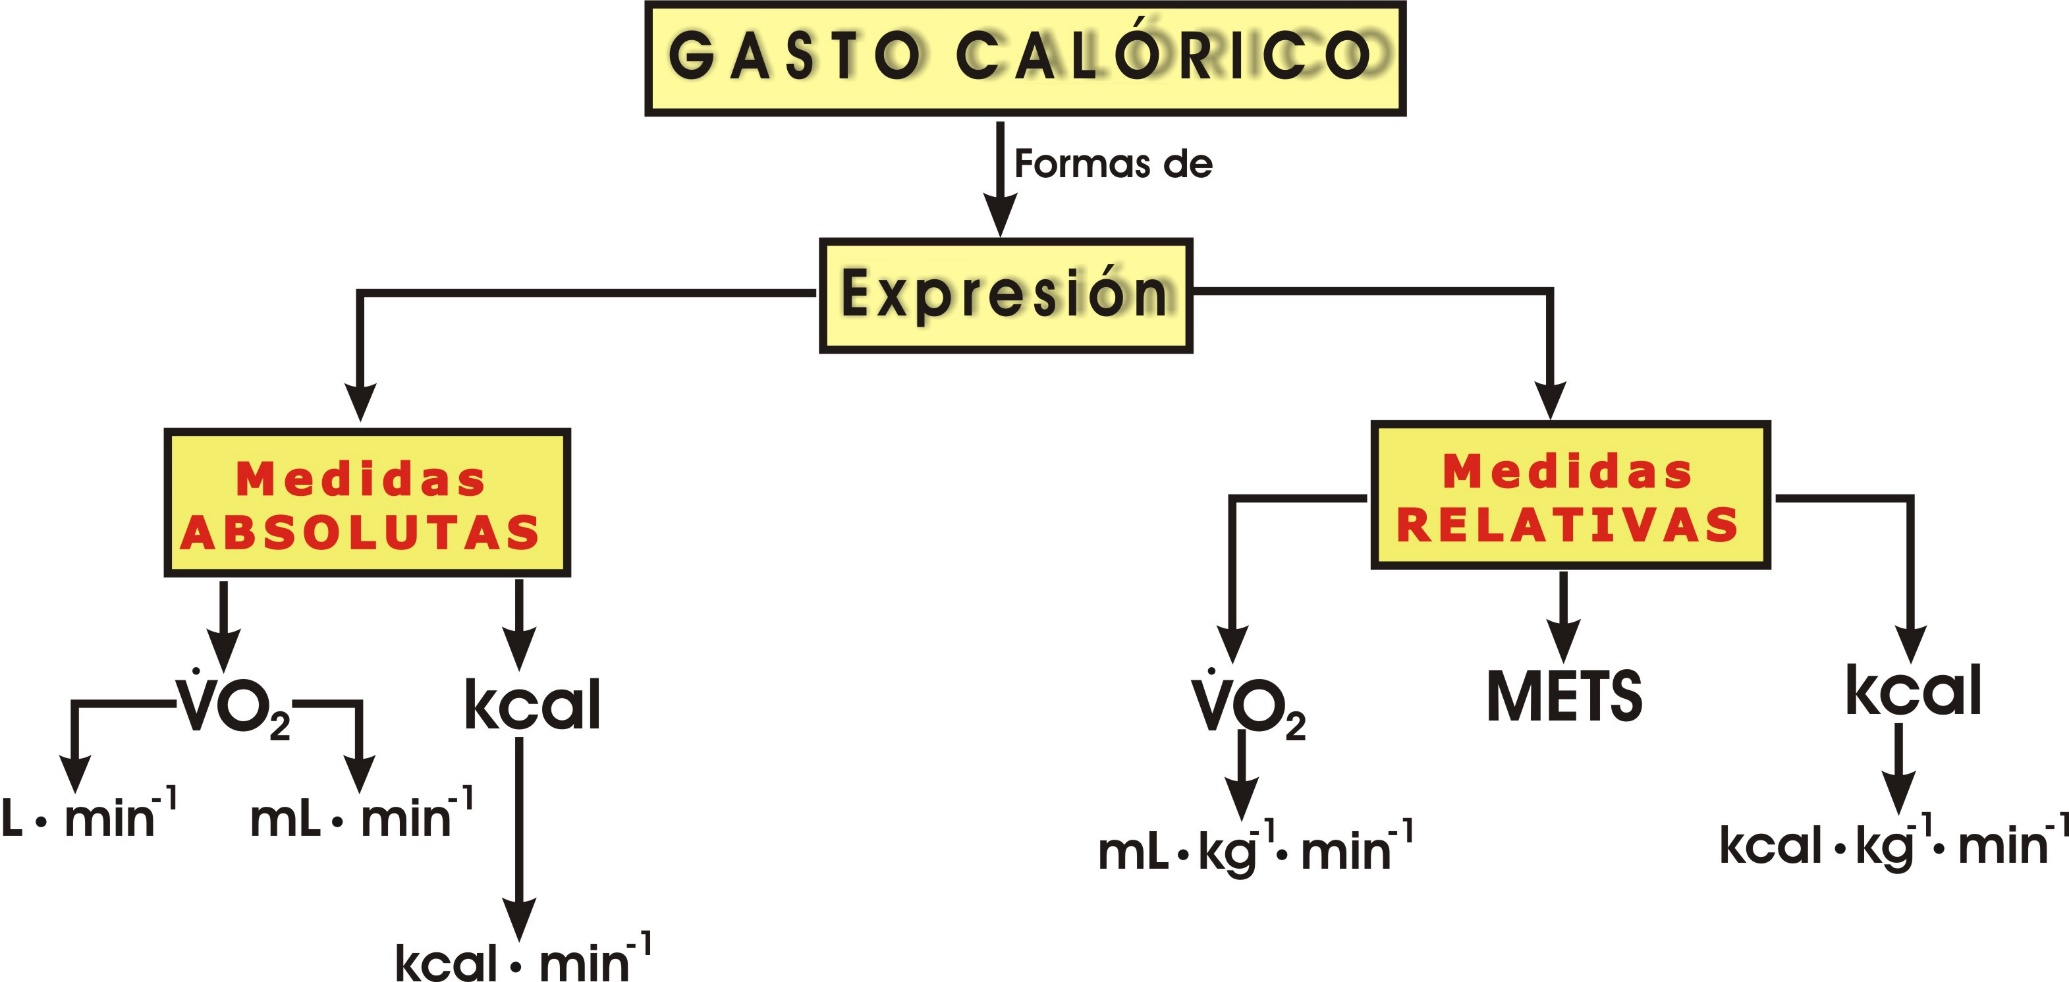 GASTO CALÓRICO
Formas de
Expresión
Medidas
ABSOLUTAS
Medidas
RELATIVAS
V̇O₂
kcal
V̇O₂
METS
kcal
L · min⁻¹
mL · min⁻¹
mL · kg⁻¹ · min⁻¹
kcal · kg⁻¹ · min⁻¹
kcal · min⁻¹